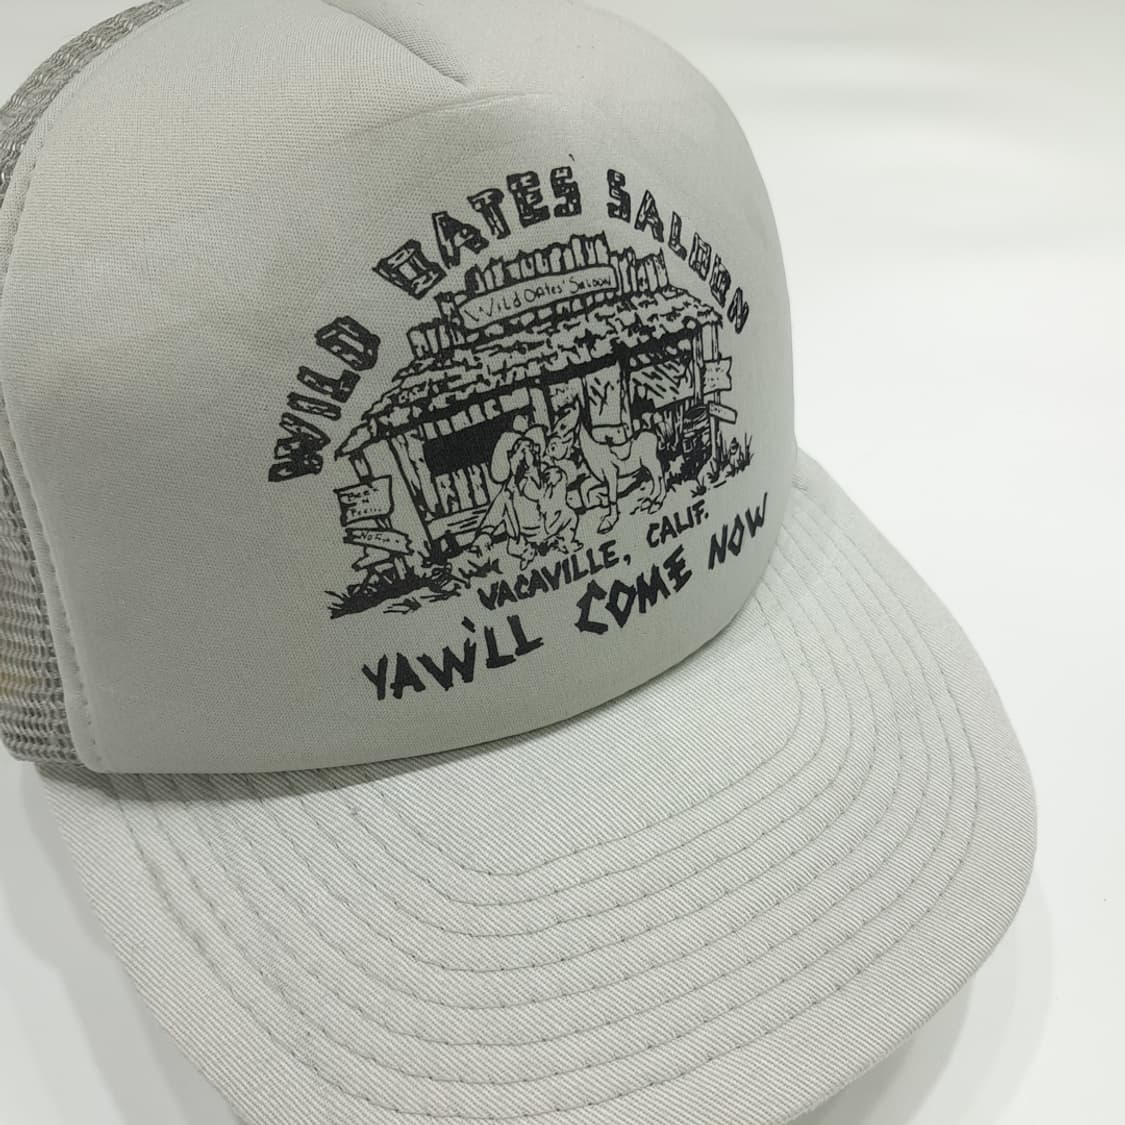 WILD OATES' SALOON
Wild Oates' Saloon
VACAVILLE, CALIF.
YAW'LL COME NOW